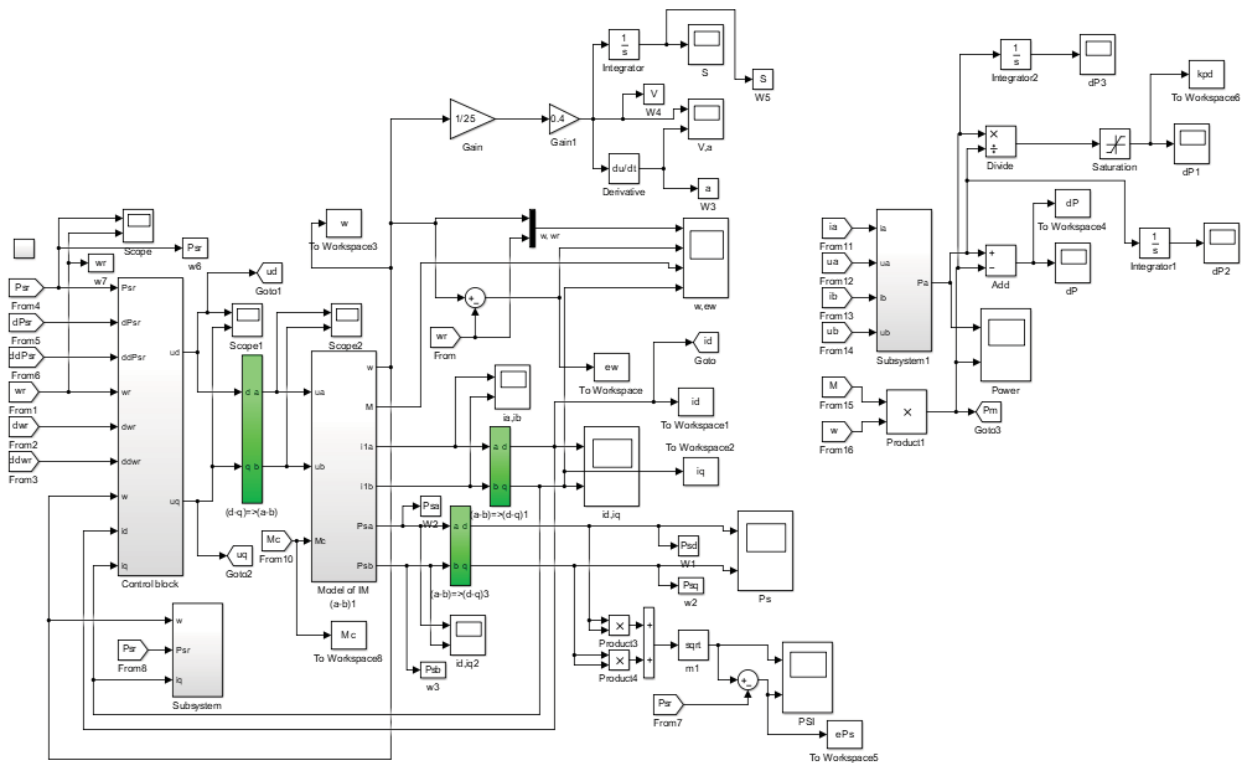 1
s
Integrator
S
S
W5
1/25
Gain
0.4
Gain1
V
W4
V,a
du/dt
Derivative
a
W3
w
To Workspace3
w, wr
w,ew
+
−
wr
From
ew
To Workspace
id
Goto
id
To Workspace1
To Workspace2
iq
Scope
Psr
w6
wr
w7
Psr
From4
dPsr
From5
ddPsr
From6
wr
From1
dwr
From2
ddwr
From3
Psr
dPsr
ddPsr
wr
dwr
ddwr
w
id
iq
ud
uq
Control block
ud
Goto1
Scope1
uq
Goto2
d a
q b
(d-q)=>(a-b)
Scope2
ua
ub
Mc
w
M
i1a
i1b
Psa
Psb
Model of IM
(a-b)1
Mc
From10
Mc
To Workspace8
ia,ib
a d
b q
(a-b)=>(d-q)1
id,iq
Psa
W2
a d
b q
(a-b)=>(d-q)3
Psd
W1
Psq
w2
Ps
id,iq2
Psb
w3
w
Psr
iq
Subsystem
Psr
From8
×
Product3
×
Product4
+
+
sqrt
m1
Psr
From7
+
−
PSI
ePs
To Workspace5
1
s
Integrator2
dP3
kpd
To Workspace6
×
÷
Divide
Saturation
dP1
dP
To Workspace4
1
s
Integrator1
dP2
+
−
Add
dP
ia
From11
ua
From12
ib
From13
ub
From14
ia
ua
ib
ub
Pa
Subsystem1
Power
M
From15
w
From16
×
Product1
Pm
Goto3